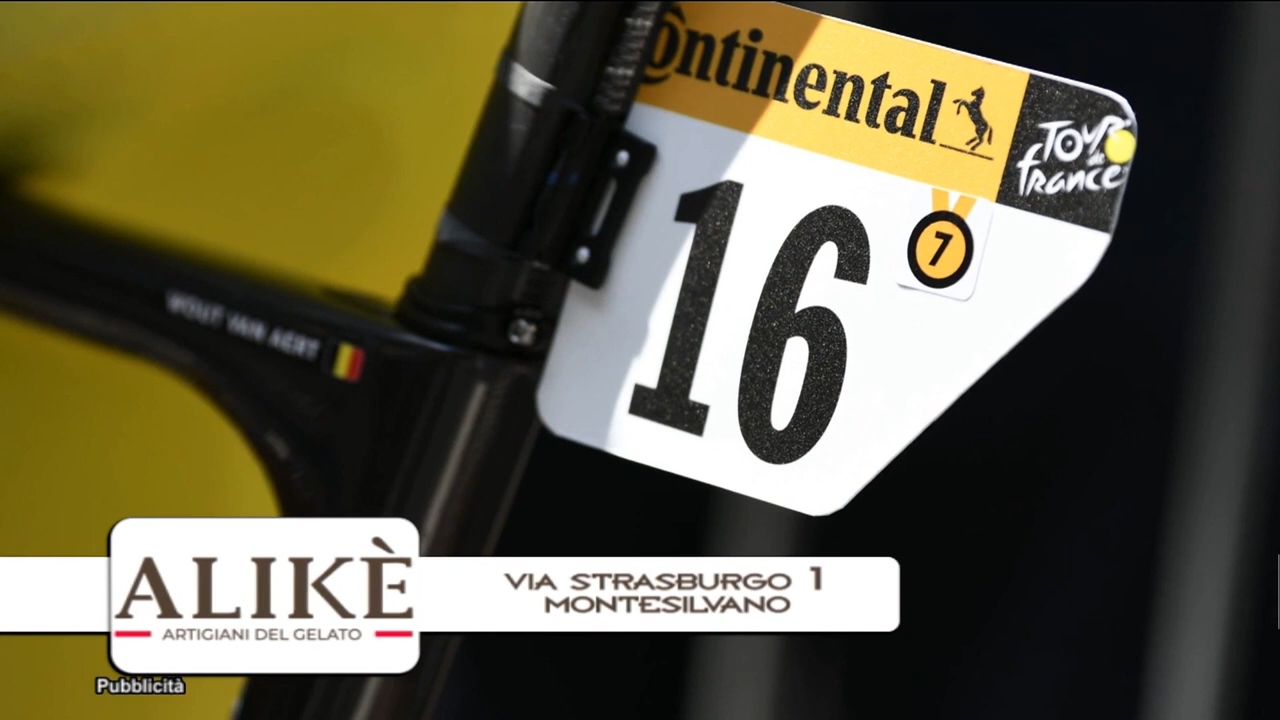 Continental
TOUR
de
france
7
16
WOUT VAN AERT
ALIKÈ
ARTIGIANI DEL GELATO
VIA STRASBURGO 1
MONTESILVANO
Pubblicità